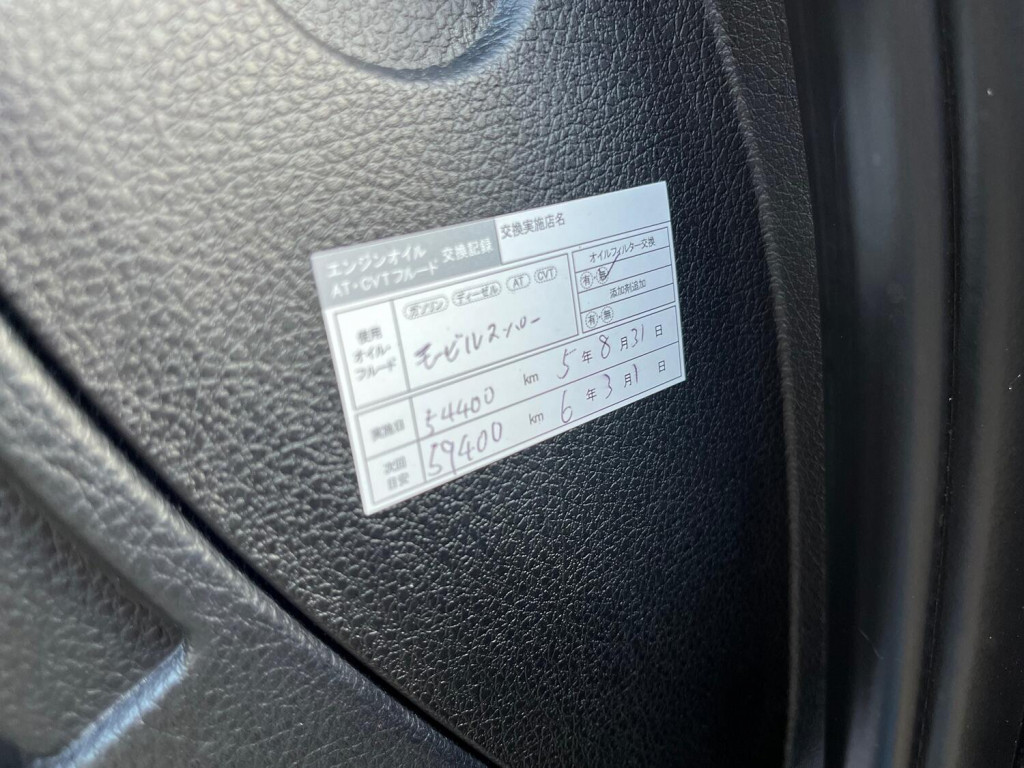 エンジンオイル
AT・CVTフルード 交換記録
交換実施店名
使用
オイル・
フルード
ガソリン ディーゼル AT CVT
モービルスーパー
オイルフィルター交換
有・無
添加剤追加
有・無
実施日 54400 km 5年8月31日
次回
目安 59400 km 6年3月1日